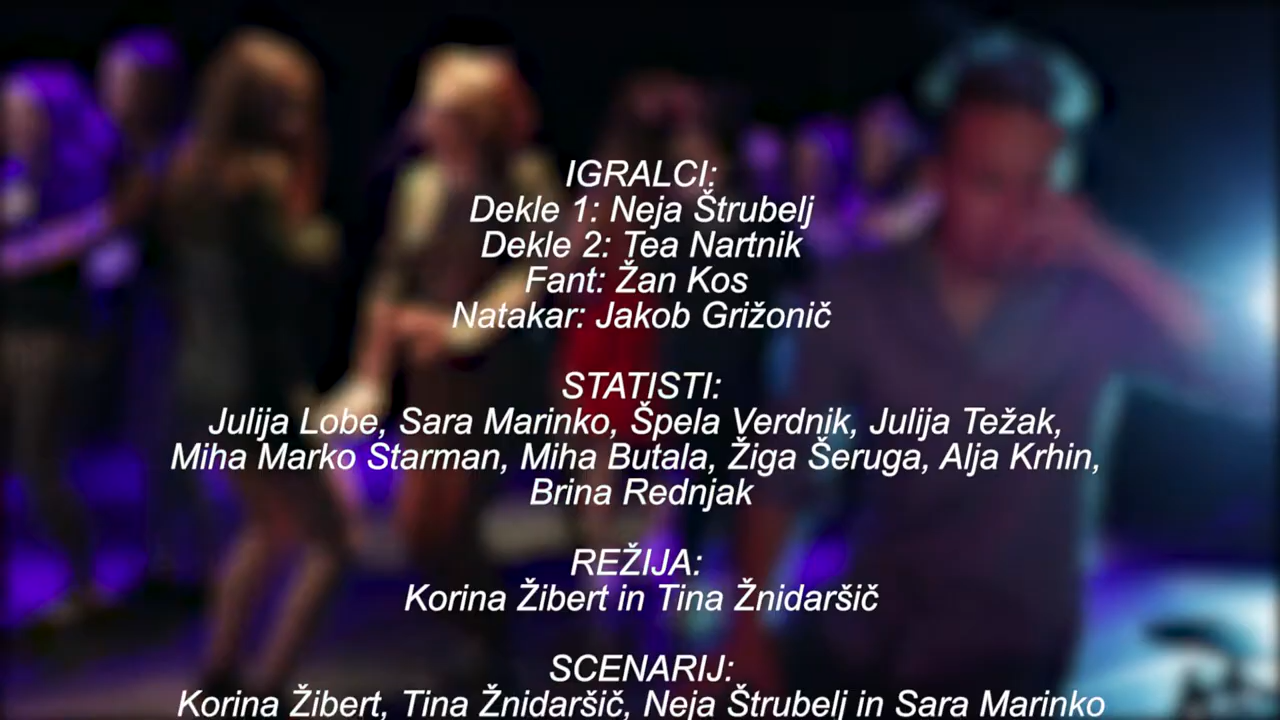 IGRALCI:
Dekle 1: Neja Štrubelj
Dekle 2: Tea Nartnik
Fant: Žan Kos
Natakar: Jakob Grižonič
STATISTI:
Julija Lobe, Sara Marinko, Špela Verdnik, Julija Težak,
Miha Marko Starman, Miha Butala, Žiga Šeruga, Alja Krhin,
Brina Rednjak
REŽIJA:
Korina Žibert in Tina Žnidaršič
SCENARIJ:
Korina Žibert, Tina Žnidaršič, Neja Štrubelj in Sara Marinko